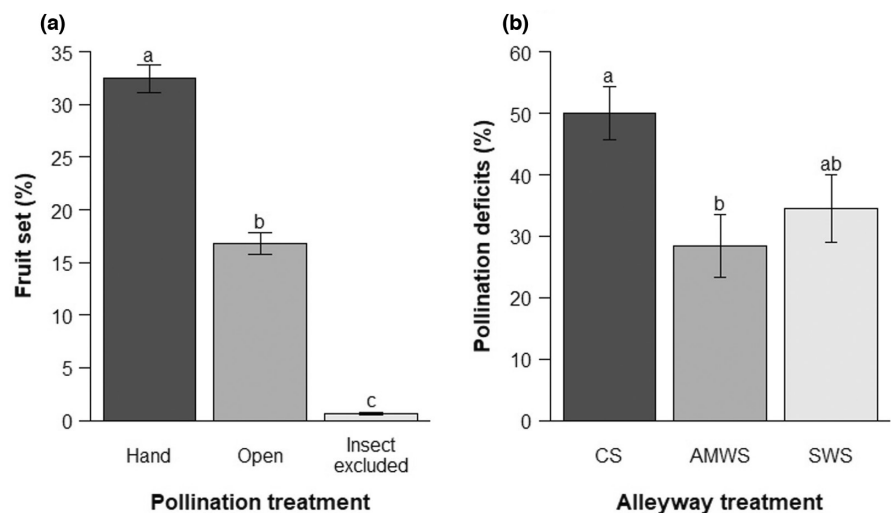 (a)
Fruit set (%)
35
30
25
20
15
10
5
0
a
b
c
Hand
Open
Insect
excluded
Pollination treatment
(b)
Pollination deficits (%)
60
50
40
30
20
10
0
a
b
ab
CS
AMWS
SWS
Alleyway treatment